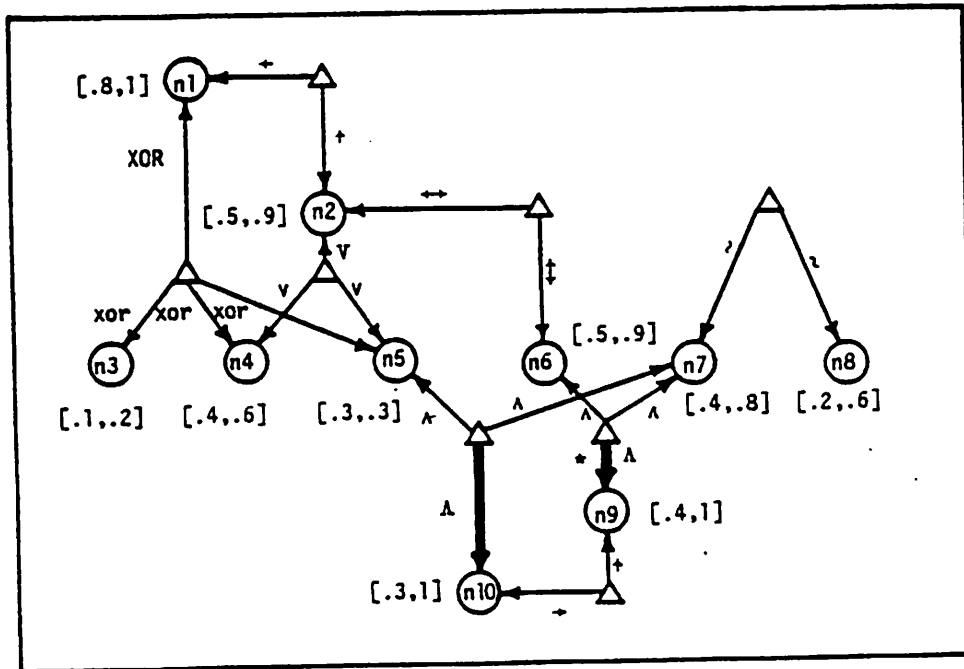 n1
←
[.8,1]
XOR
↑
[.5,.9]
n2
↔
V
~
~
xor
xor
xor
v
v
↕
n3
n4
n5
n6
[.5,.9]
n7
n8
[.1,.2]
[.4,.6]
[.3,.3]
∧
∧
∧
∧
[.4,.8]
[.2,.6]
*
Λ
Λ
n9
[.4,1]
[.3,1]
n10
→